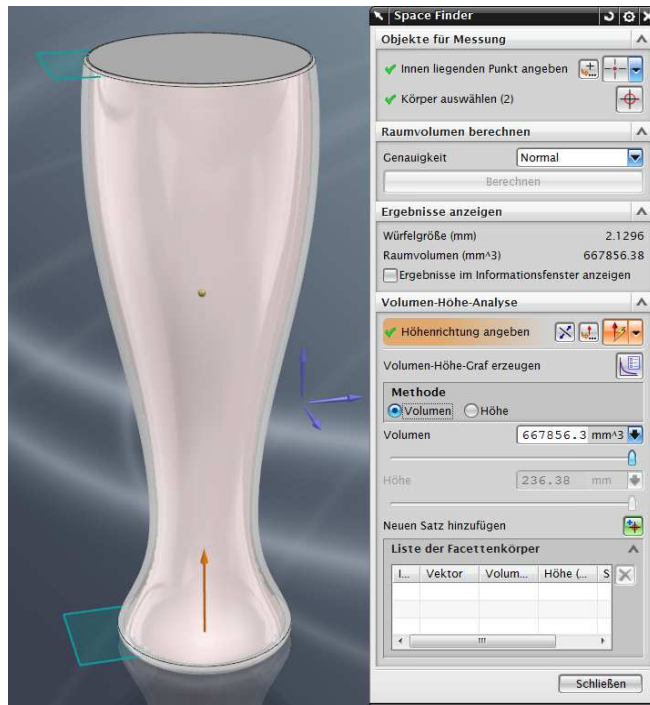 Space Finder
Objekte für Messung
Innen liegenden Punkt angeben
Körper auswählen (2)
Raumvolumen berechnen
Genauigkeit Normal
Berechnen
Ergebnisse anzeigen
Würfelgröße (mm) 2.1296
Raumvolumen (mm^3) 667856.38
Ergebnisse im Informationsfenster anzeigen
Volumen-Höhe-Analyse
Höhenrichtung angeben
Volumen-Höhe-Graf erzeugen
Methode
Volumen Höhe
Volumen 667856.3 mm^3
Höhe 236.38 mm
Neuen Satz hinzufügen
Liste der Facettenkörper
I... Vektor Volum... Höhe (... S
Schließen